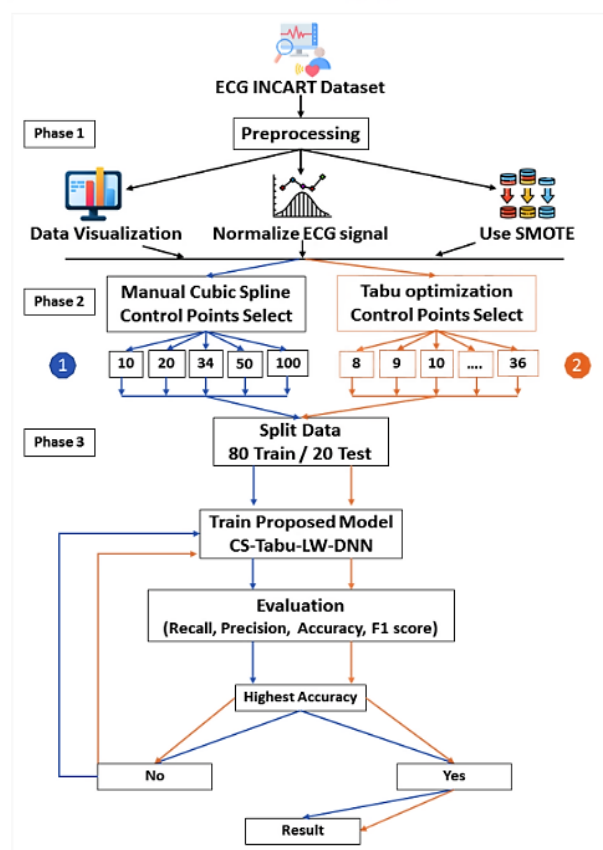 ECG INCART Dataset
Phase 1
Preprocessing
Data Visualization
Normalize ECG signal
Use SMOTE
Phase 2
Manual Cubic Spline
Control Points Select
Tabu optimization
Control Points Select
1
10
20
34
50
100
8
9
10
....
36
2
Phase 3
Split Data
80 Train / 20 Test
Train Proposed Model
CS-Tabu-LW-DNN
Evaluation
(Recall, Precision, Accuracy, F1 score)
Highest Accuracy
No
Yes
Result